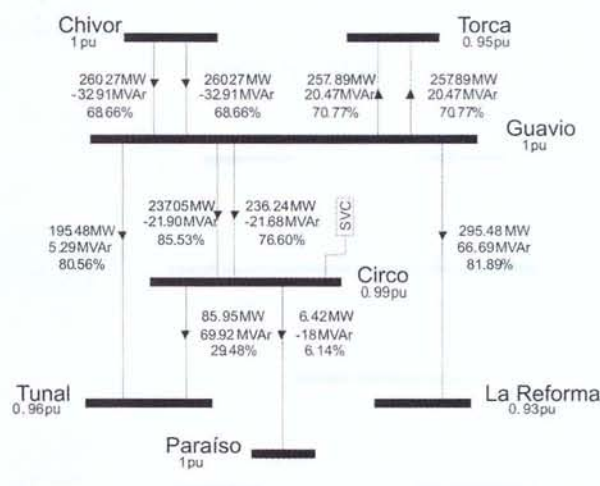 Chivor
1pu
Torca
0.95pu
260.27MW
-32.91MVAr
68.66%
260.27MW
-32.91MVAr
68.66%
257.89MW
20.47MVAr
70.77%
257.89MW
20.47MVAr
70.77%
Guavio
1pu
237.05MW
-21.90MVAr
85.53%
236.24MW
-21.68MVAr
76.60%
SVC
195.48MW
5.29MVAr
80.56%
295.48MW
66.69MVAr
81.89%
Circo
0.99pu
85.95MW
69.92MVAr
29.48%
6.42MW
-18MVAr
6.14%
Tunal
0.96pu
La Reforma
0.93pu
Paraíso
1pu